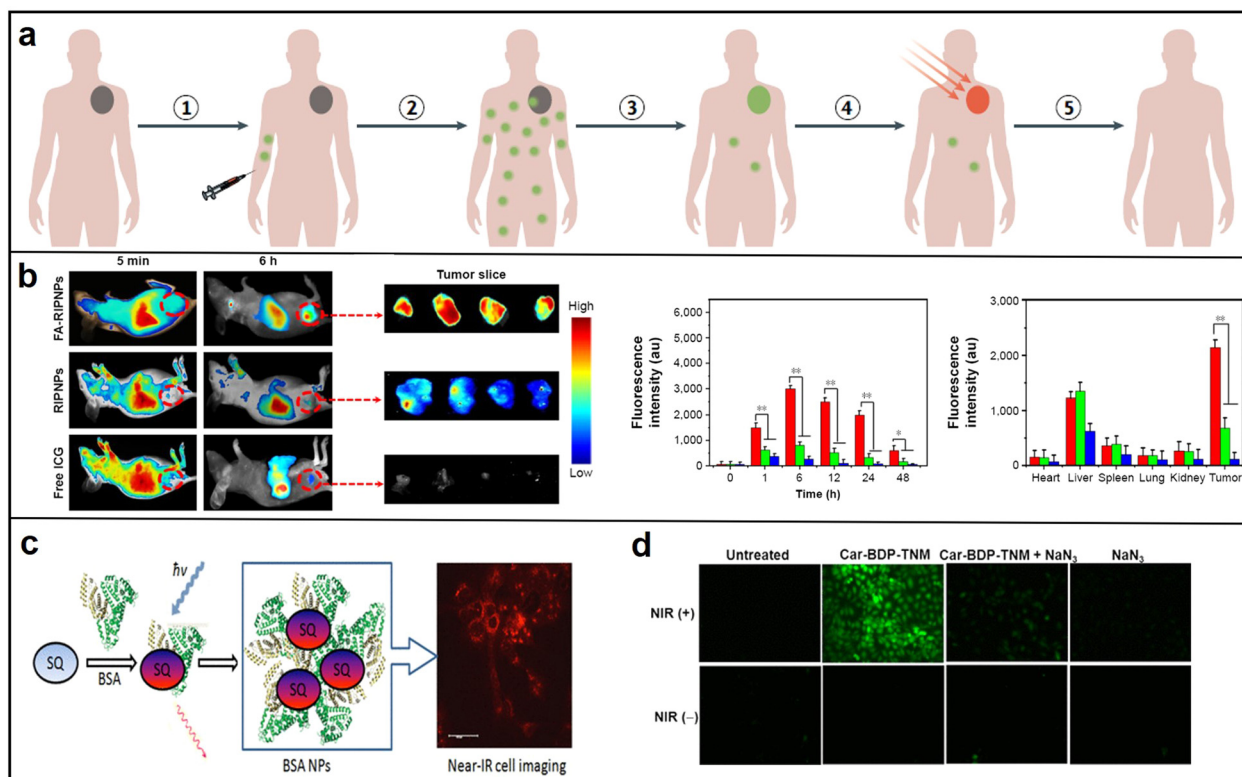 a
1
2
3
4
5
b
5 min
6 h
Tumor slice
FA-RIPNPs
RIPNPs
Free ICG
High
Low
Fluorescence
intensity (au)
6,000
5,000
4,000
3,000
2,000
1,000
0
**
**
**
**
*
0
1
6
12
24
48
Time (h)
Fluorescence
intensity (au)
3,000
2,000
1,000
0
**
Heart
Liver
Spleen
Lung
Kidney
Tumor
c
ħv
SQ
BSA
SQ
SQ
SQ
SQ
BSA NPs
Near-IR cell imaging
d
Untreated
Car-BDP-TNM
Car-BDP-TNM + NaN₃
NaN₃
NIR (+)
NIR (−)